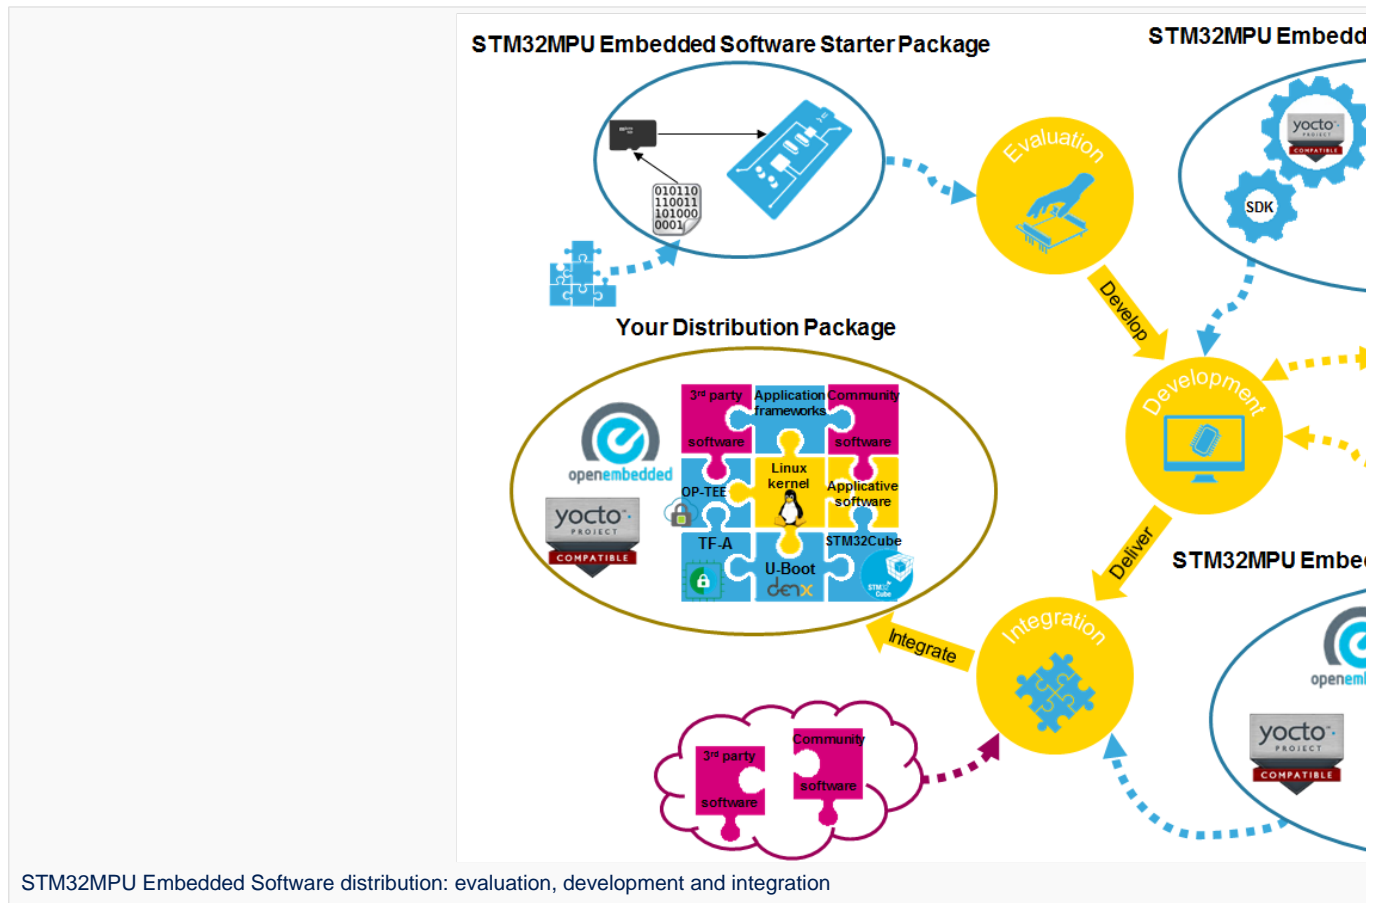 STM32MPU Embedded Software Starter Package
STM32MPU Embedd
010110
110011
101000
0001
Evaluation
yocto
PROJECT
COMPATIBLE
SDK
Develop
Your Distribution Package
Development
3rd party
software
Application
frameworks
Community
software
openembedded
OP-TEE
Linux
kernel
Applicative
software
yocto
PROJECT
COMPATIBLE
TF-A
U-Boot
denx
STM32Cube
STM32
Cube
Deliver
STM32MPU Embe
Integrate
Integration
openemb
yocto
PROJECT
COMPATIBLE
3rd party
software
Community
software
STM32MPU Embedded Software distribution: evaluation, development and integration